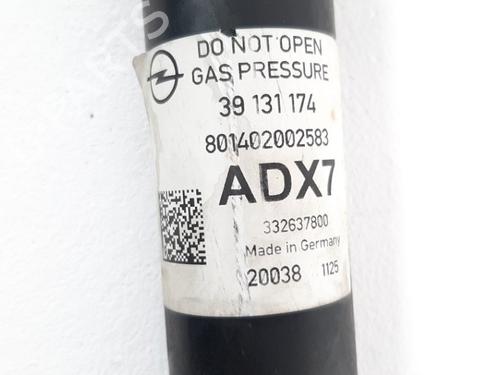 DO NOT OPEN
GAS PRESSURE
39 131 174
801402002583
ADX7
332637800
Made in Germany
20038 1125